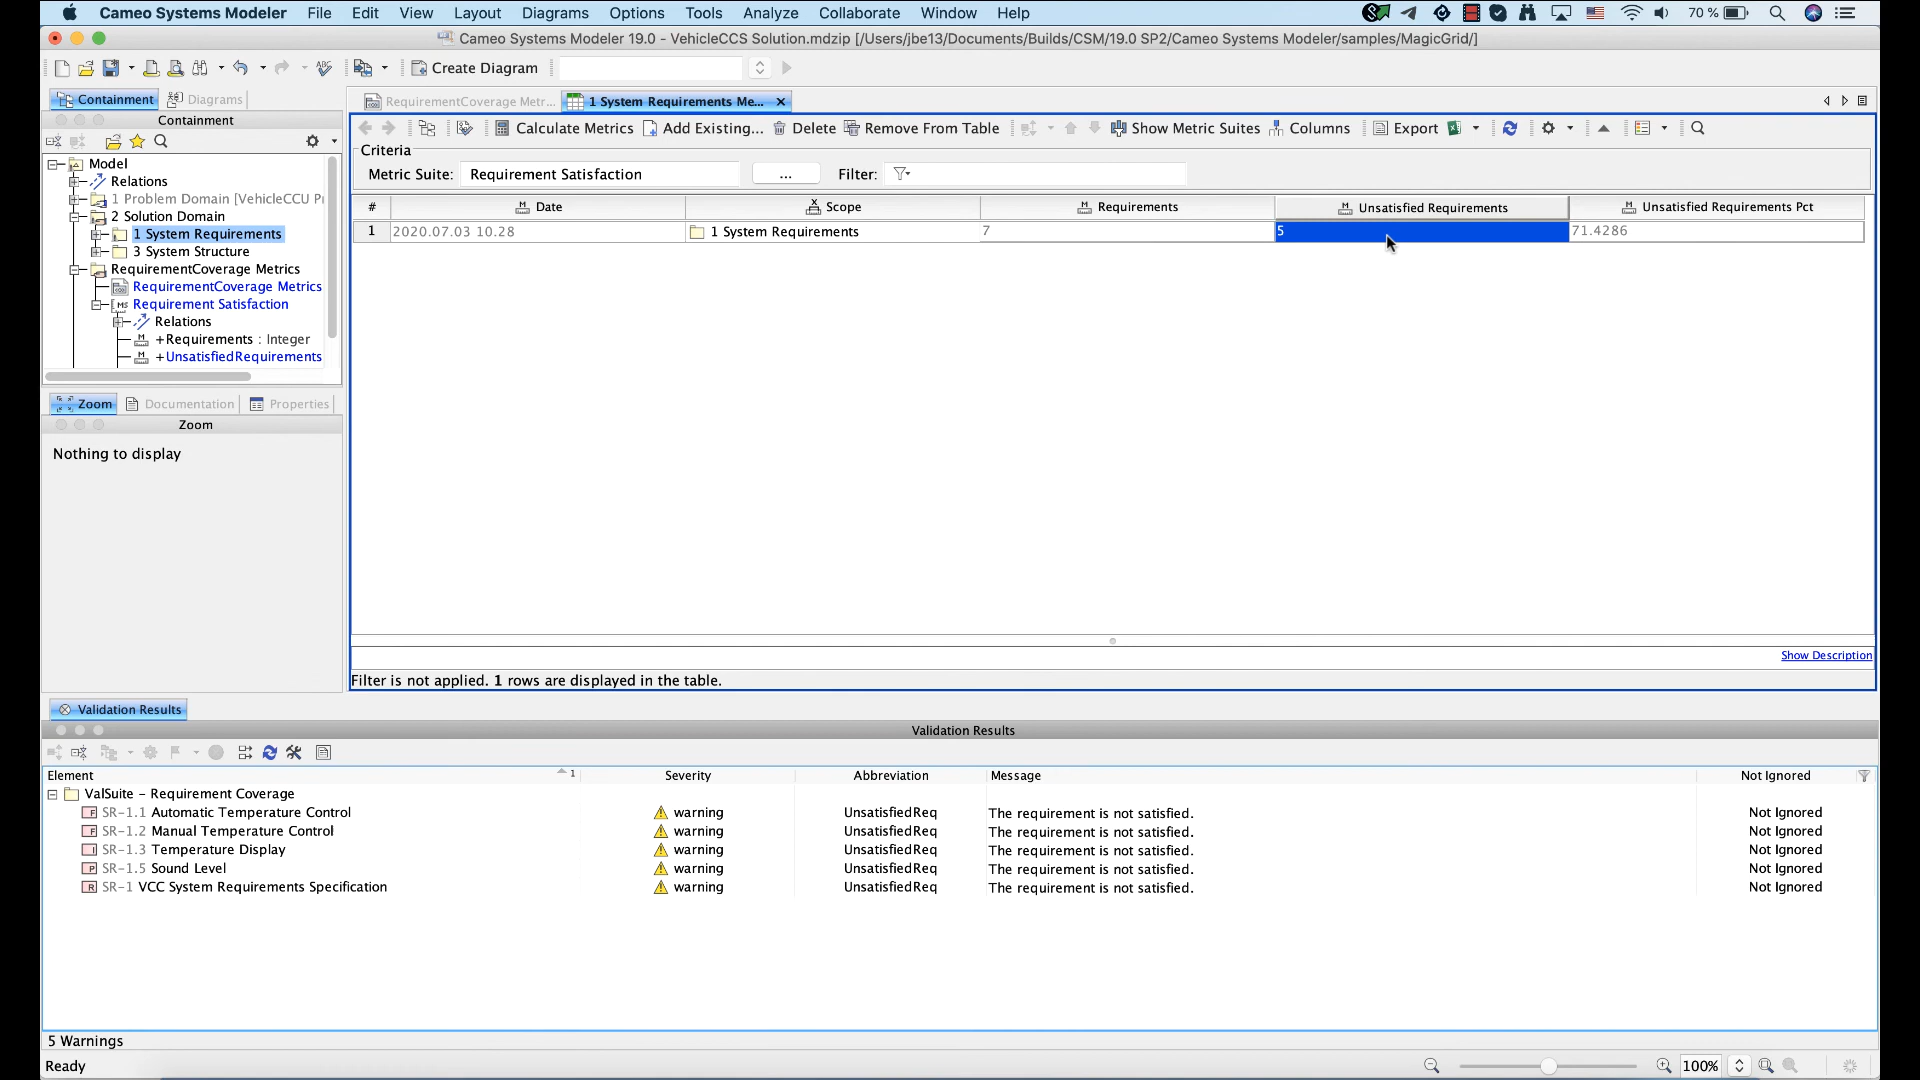 Cameo Systems Modeler File Edit View Layout Diagrams Options Tools Analyze Collaborate Window Help 70 %
Cameo Systems Modeler 19.0 - VehicleCCS Solution.mdzip [/Users/jbe13/Documents/Builds/CSM/19.0 SP2/Cameo Systems Modeler/samples/MagicGrid/]
Create Diagram
Containment Diagrams
RequirementCoverage Metr... 1 System Requirements Me...
Containment
Calculate Metrics Add Existing... Delete Remove From Table Show Metric Suites Columns Export
Criteria
Metric Suite: Requirement Satisfaction ... Filter:
Model
Relations
1 Problem Domain [VehicleCCU P
2 Solution Domain
1 System Requirements
3 System Structure
RequirementCoverage Metrics
RequirementCoverage Metrics
Requirement Satisfaction
Relations
+Requirements : Integer
+UnsatisfiedRequirements
# Date Scope Requirements Unsatisfied Requirements Unsatisfied Requirements Pct
1 2020.07.03 10.28 1 System Requirements 7 5 71.4286
Zoom Documentation Properties
Zoom
Nothing to display
Show Description
Filter is not applied. 1 rows are displayed in the table.
Validation Results
Validation Results
Element 1 Severity Abbreviation Message Not Ignored
ValSuite - Requirement Coverage
F SR-1.1 Automatic Temperature Control warning UnsatisfiedReq The requirement is not satisfied. Not Ignored
F SR-1.2 Manual Temperature Control warning UnsatisfiedReq The requirement is not satisfied. Not Ignored
I SR-1.3 Temperature Display warning UnsatisfiedReq The requirement is not satisfied. Not Ignored
P SR-1.5 Sound Level warning UnsatisfiedReq The requirement is not satisfied. Not Ignored
R SR-1 VCC System Requirements Specification warning UnsatisfiedReq The requirement is not satisfied. Not Ignored
5 Warnings
Ready 100%